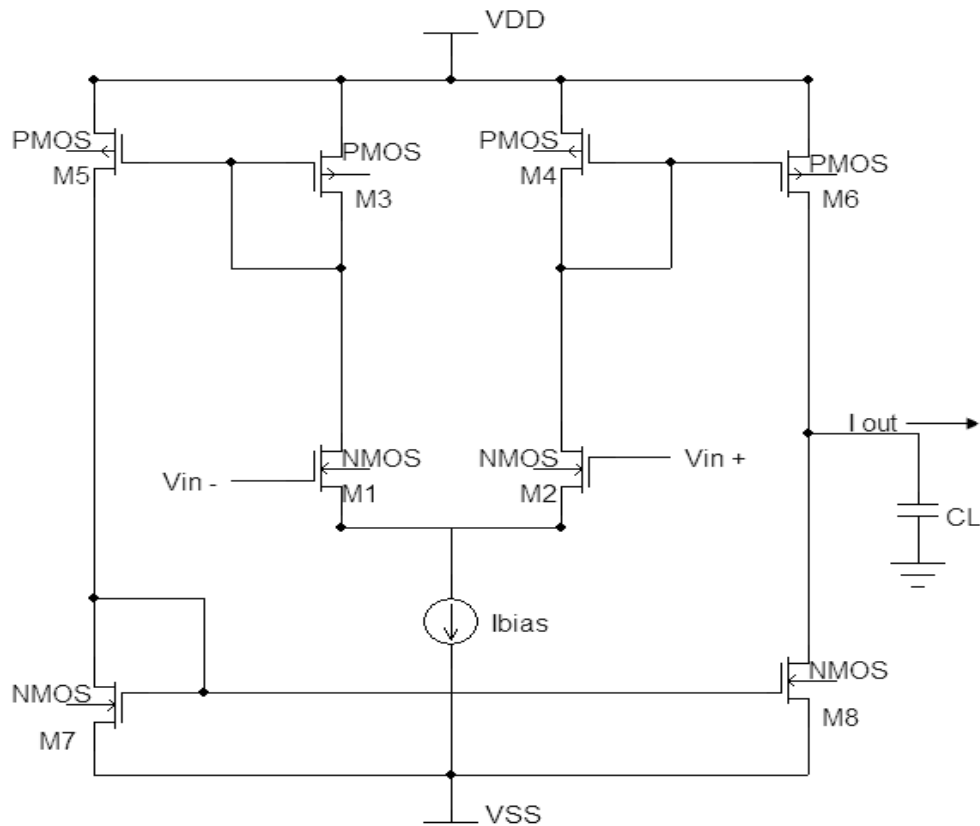 VDD
PMOS
M5
PMOS
M3
PMOS
M4
PMOS
M6
I out
CL
NMOS
M1
Vin -
NMOS
M2
Vin +
Ibias
NMOS
M7
NMOS
M8
VSS